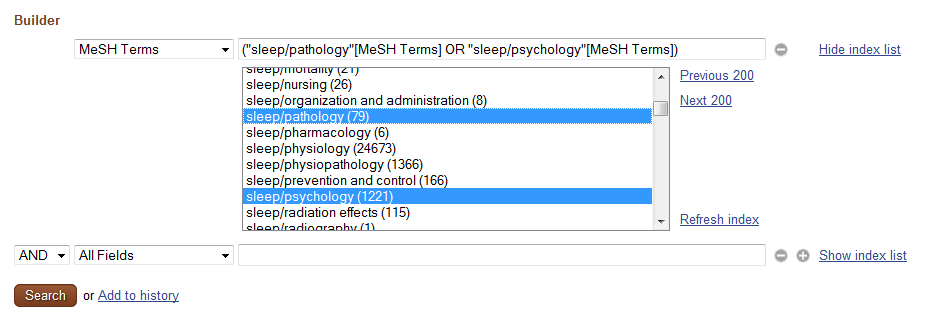 Builder
MeSH Terms ("sleep/pathology"[MeSH Terms] OR "sleep/psychology"[MeSH Terms]) Hide index list
sleep/mortality (21)
Previous 200
sleep/nursing (26)
sleep/organization and administration (8)
Next 200
sleep/pathology (79)
sleep/pharmacology (6)
sleep/physiology (24673)
sleep/physiopathology (1366)
sleep/prevention and control (166)
sleep/psychology (1221)
sleep/radiation effects (115)
Refresh index
sleep/radiography (1)
AND All Fields Show index list
Search or Add to history